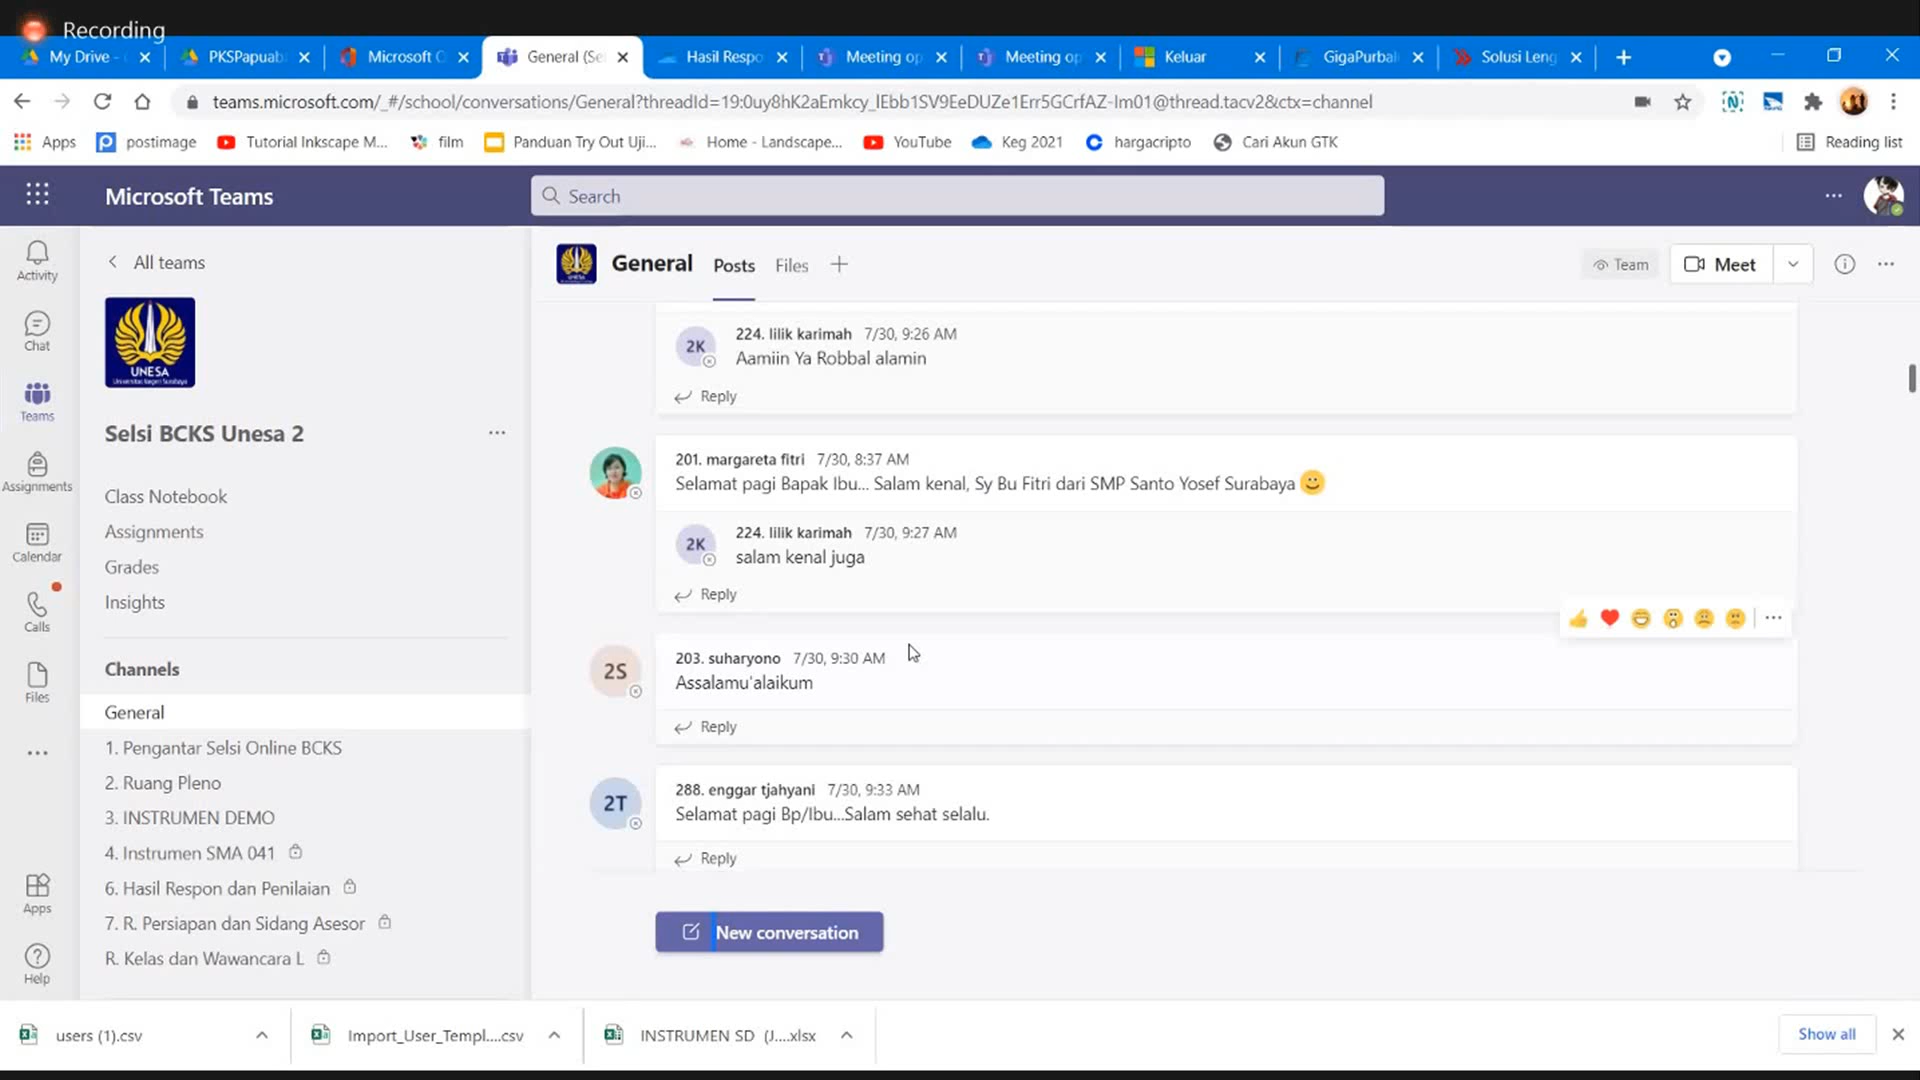 Recording
My Drive -
PKSPapuab
Microsoft O
General (Se
Hasil Respo
Meeting op
Meeting op
Keluar
GigaPurbal
Solusi Leng
teams.microsoft.com/_#/school/conversations/General?threadId=19:0uy8hK2aEmkcy_lEbb1SV9EeDUZe1Err5GCrfAZ-lm01@thread.tacv2&ctx=channel
Apps
postimage
Tutorial Inkscape M...
film
Panduan Try Out Uji...
Home - Landscape...
YouTube
Keg 2021
hargacripto
Cari Akun GTK
Reading list
Microsoft Teams
Search
Activity
Chat
Teams
Assignments
Calendar
Calls
Files
Apps
Help
All teams
UNESA
Universitas Negeri Surabaya
Selsi BCKS Unesa 2
Class Notebook
Assignments
Grades
Insights
Channels
General
1. Pengantar Selsi Online BCKS
2. Ruang Pleno
3. INSTRUMEN DEMO
4. Instrumen SMA 041
6. Hasil Respon dan Penilaian
7. R. Persiapan dan Sidang Asesor
R. Kelas dan Wawancara L
General
Posts
Files
Team
Meet
2K
224. lilik karimah 7/30, 9:26 AM
Aamiin Ya Robbal alamin
Reply
201. margareta fitri 7/30, 8:37 AM
Selamat pagi Bapak Ibu... Salam kenal, Sy Bu Fitri dari SMP Santo Yosef Surabaya
2K
224. lilik karimah 7/30, 9:27 AM
salam kenal juga
Reply
2S
203. suharyono 7/30, 9:30 AM
Assalamu'alaikum
Reply
2T
288. enggar tjahyani 7/30, 9:33 AM
Selamat pagi Bp/Ibu...Salam sehat selalu.
Reply
New conversation
users (1).csv
Import_User_Templ....csv
INSTRUMEN SD (J....xlsx
Show all